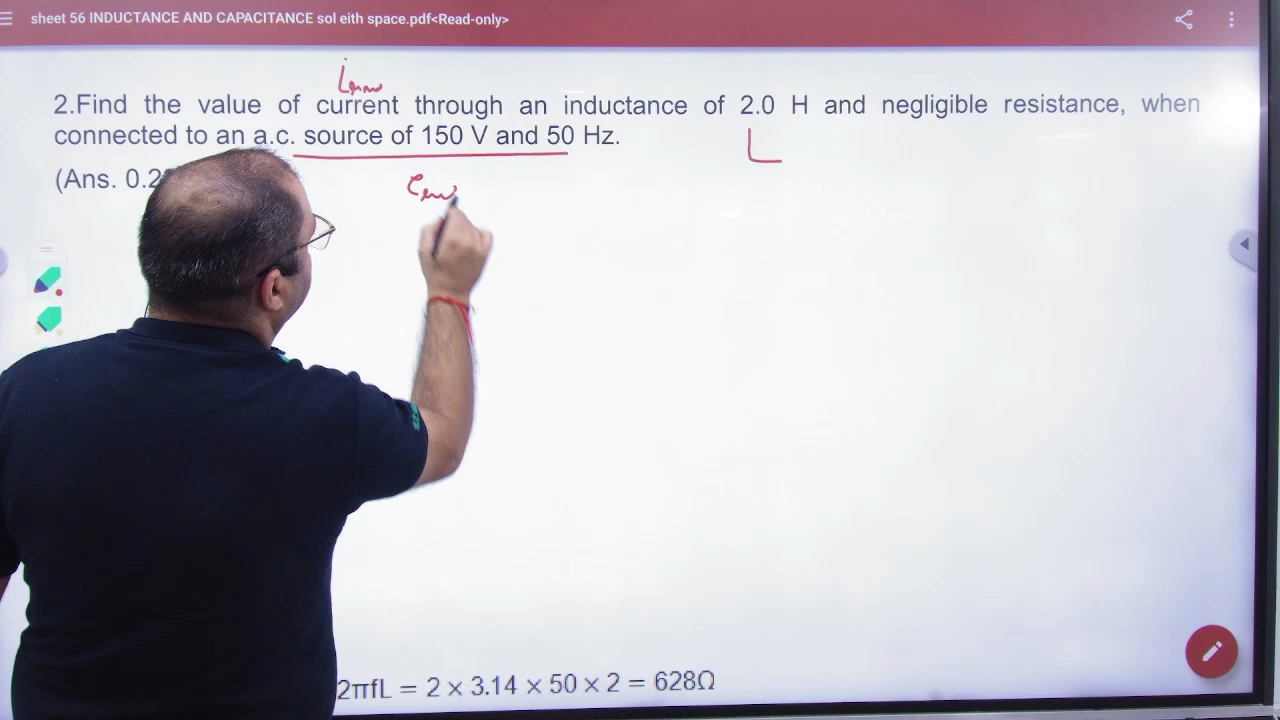 sheet 56 INDUCTANCE AND CAPACITANCE sol eith space.pdf<Read-only>
2.Find the value of current through an inductance of 2.0 H and negligible resistance, when
connected to an a.c. source of 150 V and 50 Hz.
L
(Ans. 0.2
2πfL = 2 × 3.14 × 50 × 2 = 628Ω